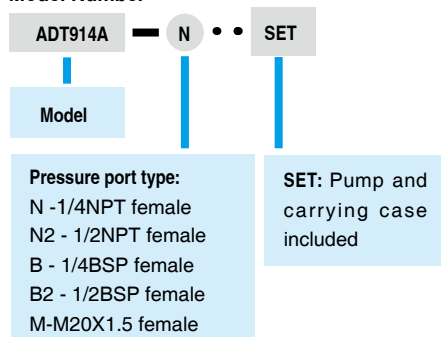 ADT914A — N • • SET
Model
Pressure port type:
N -1/4NPT female
N2 - 1/2NPT female
B - 1/4BSP female
B2 - 1/2BSP female
M-M20X1.5 female
SET: Pump and
carrying case
included